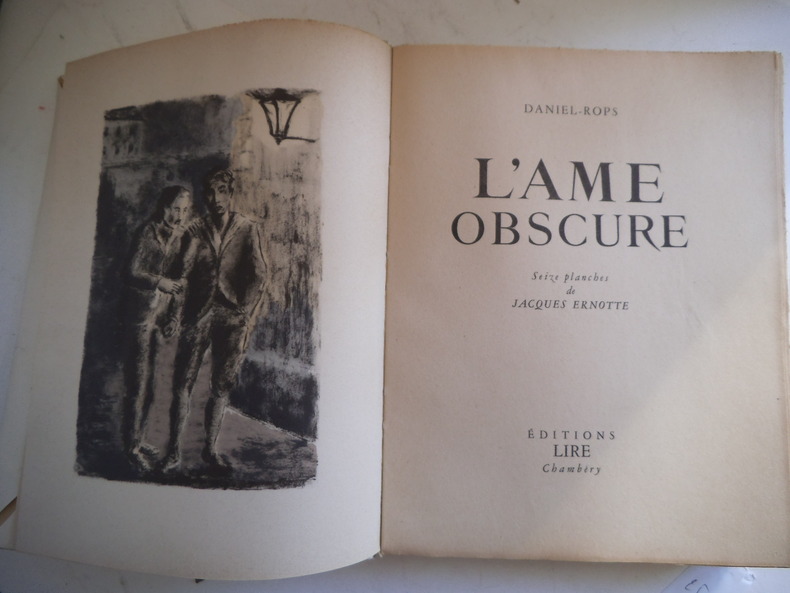 DANIEL-ROPS
L'AME
OBSCURE
Seize planches
de
JACQUES ERNOTTE
ÉDITIONS
LIRE
Chambéry